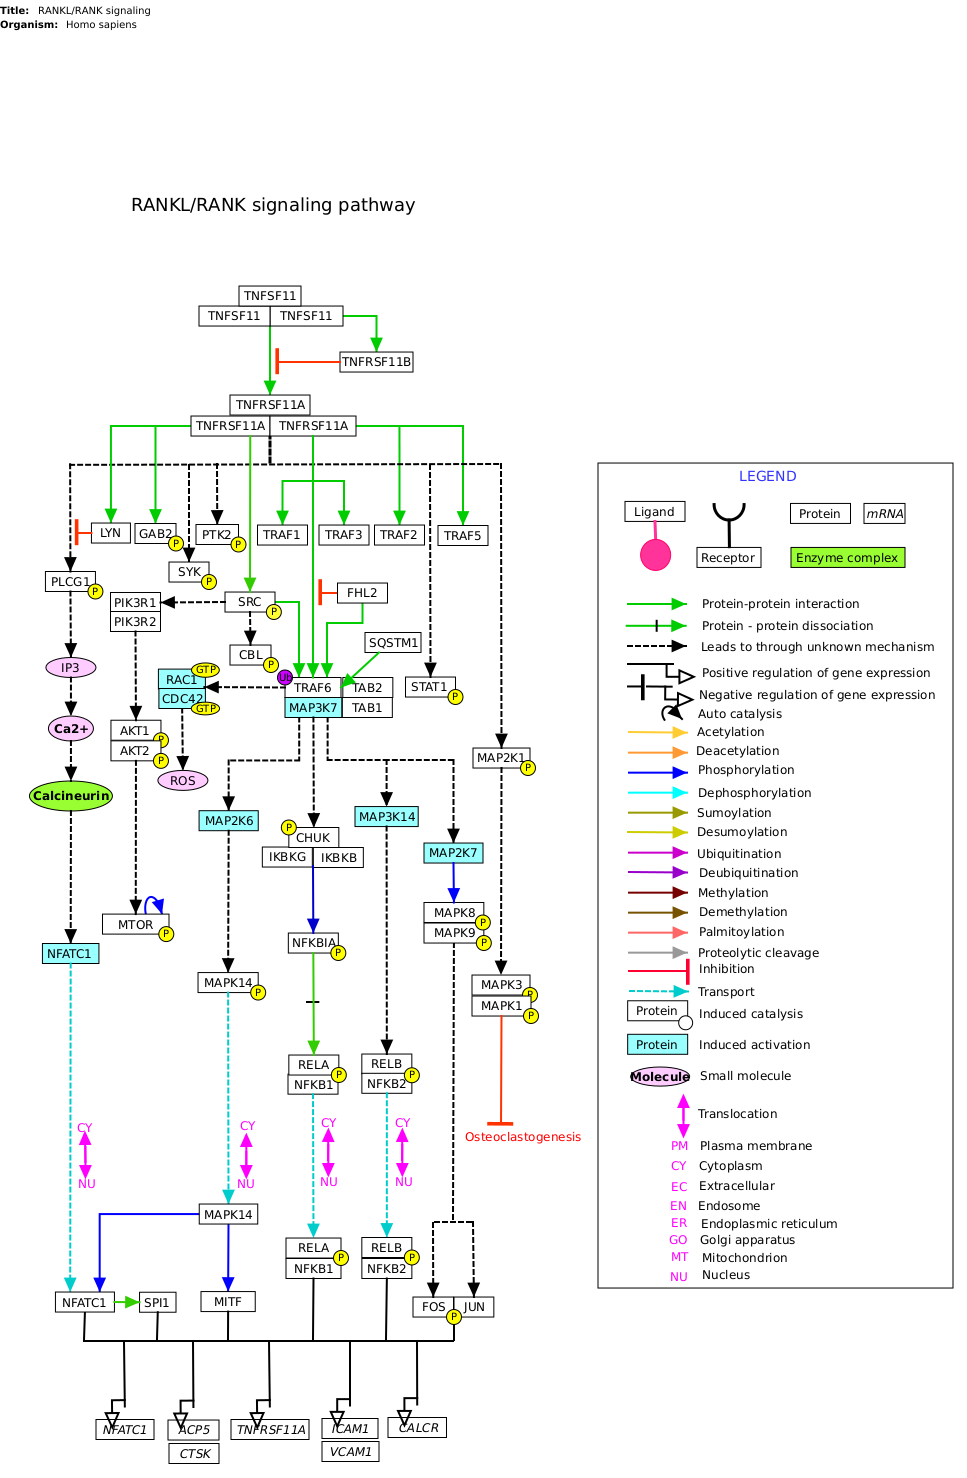 Title: RANKL/RANK signaling
Organism: Homo sapiens
RANKL/RANK signaling pathway
TNFSF11
TNFSF11 TNFSF11
TNFRSF11B
TNFRSF11A
TNFRSF11A TNFRSF11A
LYN GAB2 P PTK2 P TRAF1 TRAF3 TRAF2 TRAF5
SYK P
PLCG1 P
PIK3R1 SRC P FHL2
PIK3R2
SQSTM1
CBL P
IP3
RAC1 GTP Ub TRAF6 TAB2 STAT1 P
CDC42 GTP MAP3K7 TAB1
Ca2+
AKT1 P
AKT2 P
MAP2K1 P
ROS
Calcineurin
MAP2K6 MAP3K14
P CHUK
IKBKG IKBKB MAP2K7
MAPK8 P
MAPK9 P
MTOR P
NFKBIA P
NFATC1
MAPK14 P
MAPK3 P
MAPK1 P
RELA P RELB P
NFKB1 NFKB2
CY CY CY CY
Osteoclastogenesis
NU NU NU NU
MAPK14
RELA P RELB P
NFKB1 NFKB2
NFATC1 SPI1 MITF FOS JUN
P
NFATC1 ACP5 TNFRSF11A ICAM1 CALCR
CTSK VCAM1
LEGEND
Ligand Receptor Protein mRNA
Enzyme complex
Protein-protein interaction
Protein - protein dissociation
Leads to through unknown mechanism
Positive regulation of gene expression
Negative regulation of gene expression
Auto catalysis
Acetylation
Deacetylation
Phosphorylation
Dephosphorylation
Sumoylation
Desumoylation
Ubiquitination
Deubiquitination
Methylation
Demethylation
Palmitoylation
Proteolytic cleavage
Inhibition
Transport
Protein Induced catalysis
Protein Induced activation
Molecule Small molecule
Translocation
PM Plasma membrane
CY Cytoplasm
EC Extracellular
EN Endosome
ER Endoplasmic reticulum
GO Golgi apparatus
MT Mitochondrion
NU Nucleus